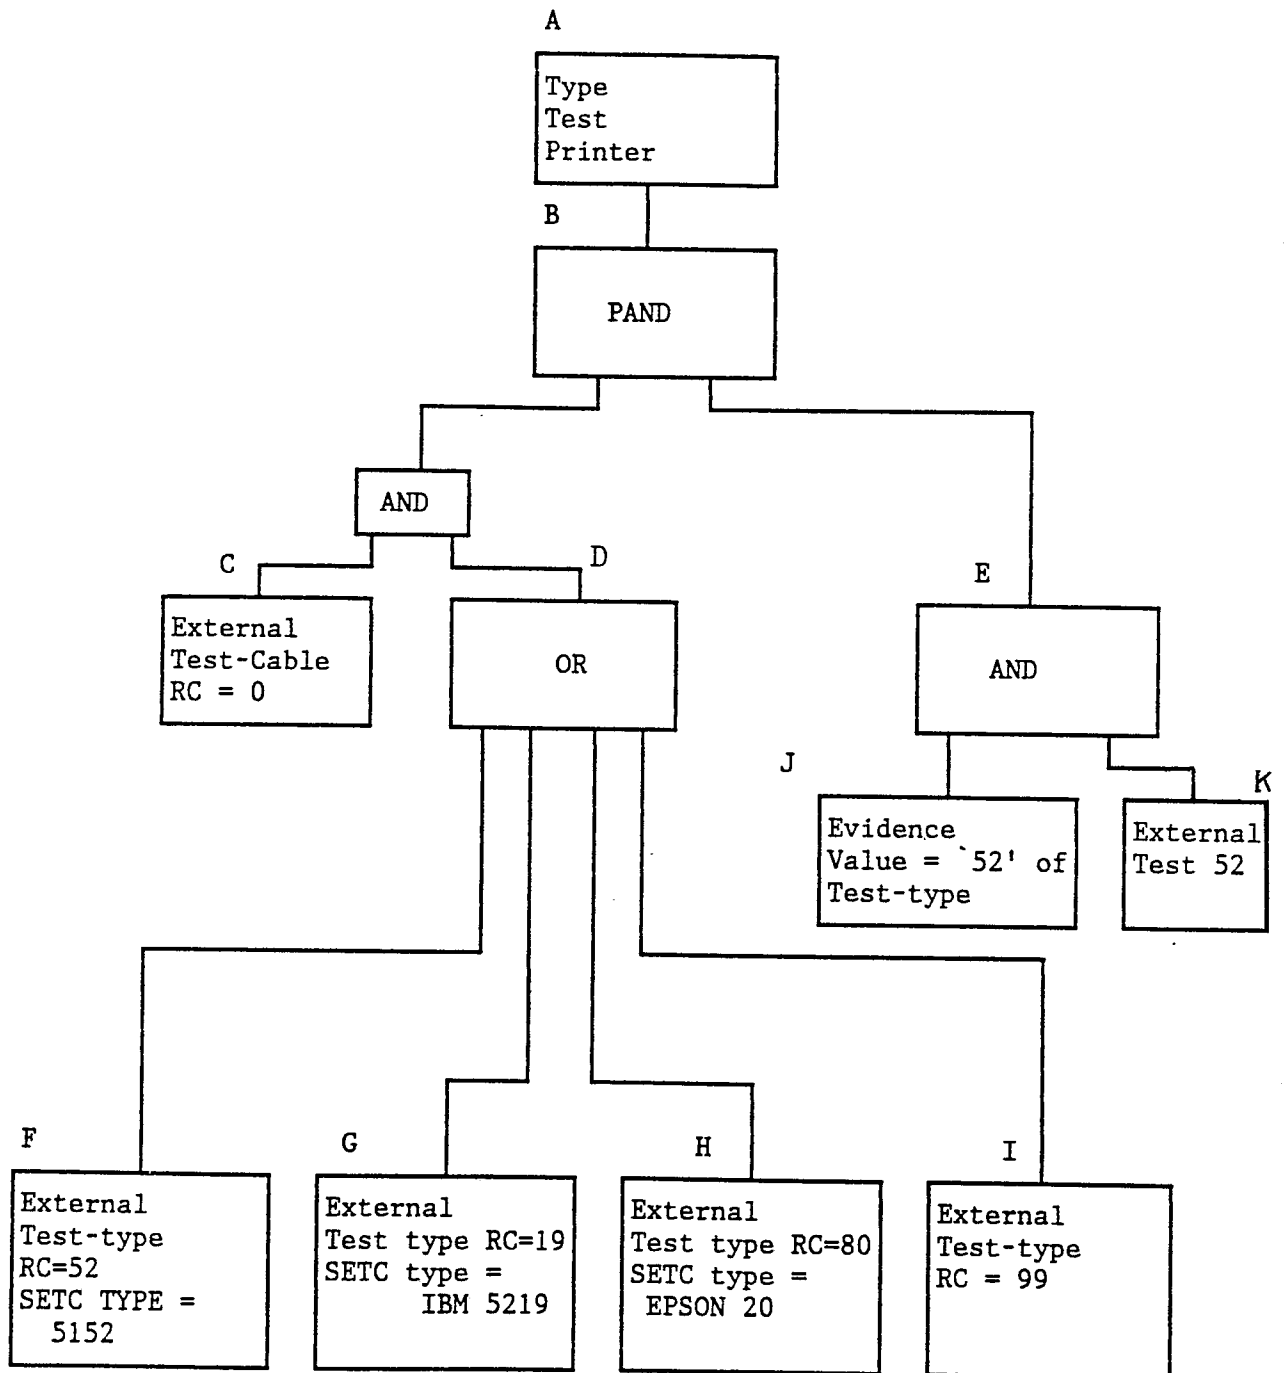 A
Type
Test
Printer
B
PAND
AND
C
D
E
External
Test-Cable
RC = 0
OR
AND
J
K
Evidence
Value = `52' of
Test-type
External
Test 52
F
G
H
I
External
Test-type
RC=52
SETC TYPE =
5152
External
Test type RC=19
SETC type =
IBM 5219
External
Test type RC=80
SETC type =
EPSON 20
External
Test-type
RC = 99